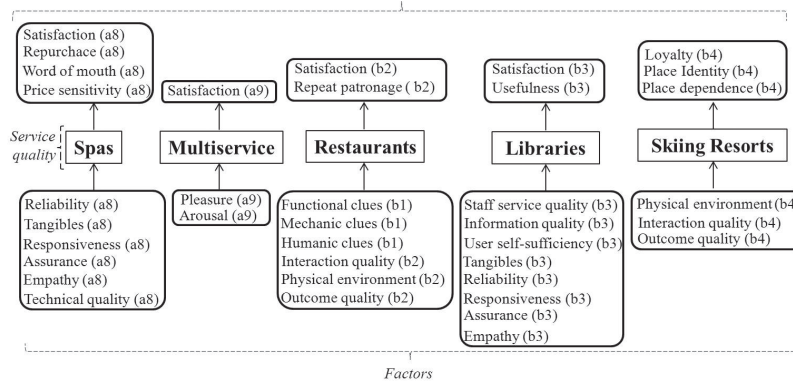 Satisfaction (a8)
Repurchace (a8)
Word of mouth (a8)
Price sensitivity (a8)
Satisfaction (a9)
Satisfaction (b2)
Repeat patronage ( b2)
Satisfaction (b3)
Usefulness (b3)
Loyalty (b4)
Place Identity (b4)
Place dependence (b4)
Service
quality
Spas
Multiservice
Restaurants
Libraries
Skiing Resorts
Reliability (a8)
Tangibles (a8)
Responsiveness (a8)
Assurance (a8)
Empathy (a8)
Technical quality (a8)
Pleasure (a9)
Arousal (a9)
Functional clues (b1)
Mechanic clues (b1)
Humanic clues (b1)
Interaction quality (b2)
Physical environment (b2)
Outcome quality (b2)
Staff service quality (b3)
Information quality (b3)
User self-sufficiency (b3)
Tangibles (b3)
Reliability (b3)
Responsiveness (b3)
Assurance (b3)
Empathy (b3)
Physical environment (b4
Interaction quality (b4)
Outcome quality (b4)
Factors